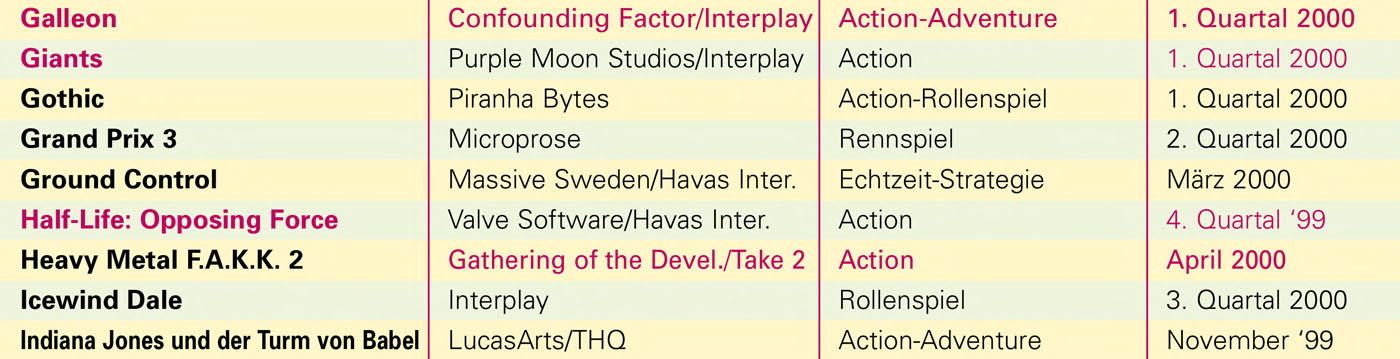 Galleon Confounding Factor/Interplay Action-Adventure 1. Quartal 2000
Giants Purple Moon Studios/Interplay Action 1. Quartal 2000
Gothic Piranha Bytes Action-Rollenspiel 1. Quartal 2000
Grand Prix 3 Microprose Rennspiel 2. Quartal 2000
Ground Control Massive Sweden/Havas Inter. Echtzeit-Strategie März 2000
Half-Life: Opposing Force Valve Software/Havas Inter. Action 4. Quartal ‘99
Heavy Metal F.A.K.K. 2 Gathering of the Devel./Take 2 Action April 2000
Icewind Dale Interplay Rollenspiel 3. Quartal 2000
Indiana Jones und der Turm von Babel LucasArts/THQ Action-Adventure November ‘99